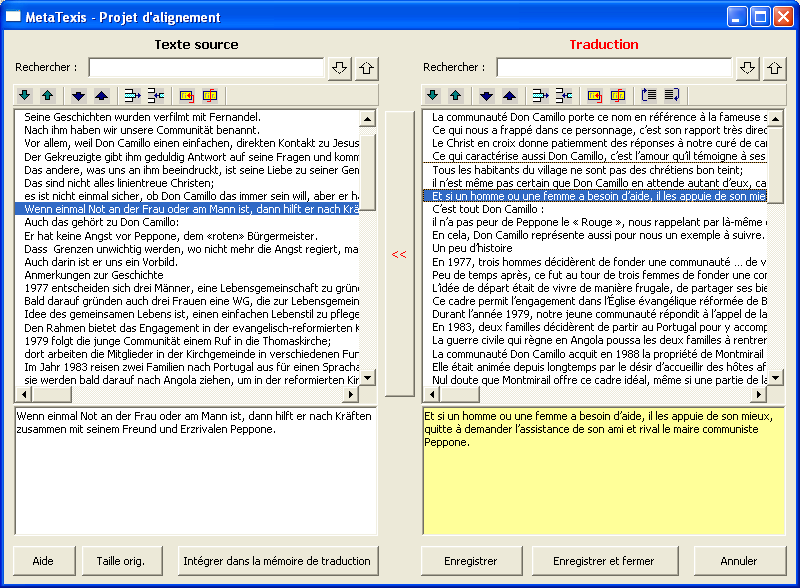 MetaTexis - Projet d'alignement
Texte source
Rechercher :
Seine Geschichten wurden verfilmt mit Fernandel.
Nach ihm haben wir unsere Communität benannt.
Vor allem, weil Don Camillo einen einfachen, direkten Kontakt zu Jesus
Der Gekreuzigte gibt ihm geduldig Antwort auf seine Fragen und komm
Das andere, was uns an ihm beeindruckt, ist seine Liebe zu seiner Gem
Das sind nicht alles linientreue Christen;
es ist nicht einmal sicher, ob Don Camillo das immer sein will, aber er h
Wenn einmal Not an der Frau oder am Mann ist, dann hilft er nach Krä
Auch das gehört zu Don Camillo:
Er hat keine Angst vor Peppone, dem «roten» Bürgermeister.
Dass Grenzen unwichtig werden, wo nicht mehr die Angst regiert, ma
Auch darin ist er uns ein Vorbild.
Anmerkungen zur Geschichte
1977 entscheiden sich drei Männer, eine Lebensgemeinschaft zu grün
Bald darauf gründen auch drei Frauen eine WG, die zur Lebensgemein
Idee des gemeinsamen Lebens ist, einen einfachen Lebenstil zu pflege
Den Rahmen bietet das Engagement in der evangelisch-reformierten K
1979 folgt die junge Communität einem Ruf in die Thomaskirche;
dort arbeiten die Mitglieder in der Kirchgemeinde in verschiedenen Fun
Im Jahr 1983 reisen zwei Familien nach Portugal aus für einen Spracha
sie werden bald darauf nach Angola ziehen, um in der reformierten Kir
Wenn einmal Not an der Frau oder am Mann ist, dann hilft er nach Kräften
zusammen mit seinem Freund und Erzrivalen Peppone.
<<
Traduction
Rechercher :
La communauté Don Camillo porte ce nom en référence à la fameuse s
Ce qui nous a frappé dans ce personnage, c'est son rapport très direc
Le Christ en croix donne patiemment des réponses à notre curé de car
Ce qui caractérise aussi Don Camillo, c'est l'amour qu'il témoigne à ses
Tous les habitants du village ne sont pas des chrétiens bon teint;
il n'est même pas certain que Don Camillo en attende autant d'eux, ca
Et si un homme ou une femme a besoin d'aide, il les appuie de son mie
C'est tout Don Camillo :
il n'a pas peur de Peppone le « Rouge », nous rappelant par là-même
En cela, Don Camillo représente aussi pour nous un exemple à suivre.
Un peu d'histoire
En 1977, trois hommes décidèrent de fonder une communauté ... de v
Peu de temps après, ce fut au tour de trois femmes de fonder une com
L'idée de départ était de vivre de manière frugale, de partager ses bie
Ce cadre permit l'engagement dans l'Église évangélique réformée de B
Durant l'année 1979, notre jeune communauté répondit à l'appel de la
En 1983, deux familles décidèrent de partir au Portugal pour y accomp
La guerre civile qui règne en Angola poussa les deux familles à rentrer
La communauté Don Camillo acquit en 1988 la propriété de Montmirail
Elle était animée depuis longtemps par le désir d'accueillir des hôtes af
Nul doute que Montmirail offre ce cadre idéal, même si une partie de la
Et si un homme ou une femme a besoin d'aide, il les appuie de son mieux,
quitte à demander l'assistance de son ami et rival le maire communiste
Peppone.
Aide
Taille orig.
Intégrer dans la mémoire de traduction
Enregistrer
Enregistrer et fermer
Annuler